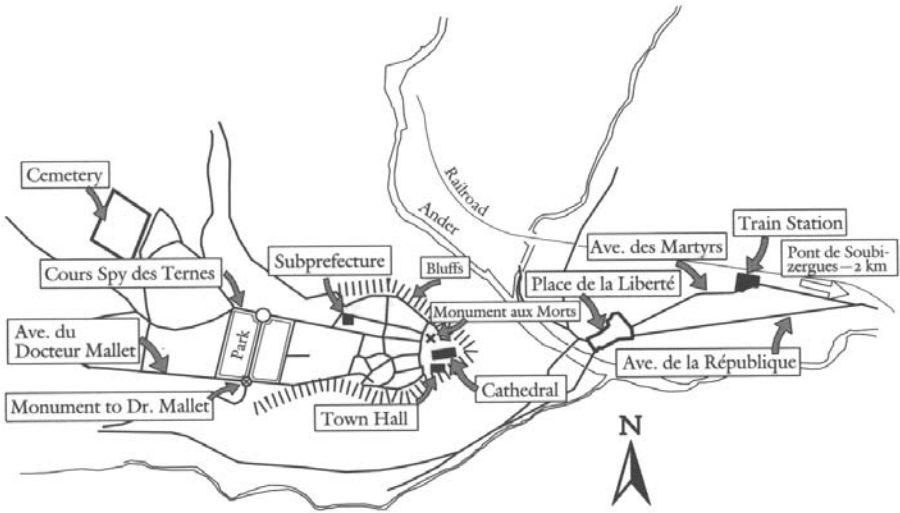 Cemetery
Railroad
Ander
Train Station
Ave. des Martyrs
Pont de Soubi-
zergues—2 km
Subprefecture
Bluffs
Cours Spy des Ternes
Place de la Liberté
Monument aux Morts
Park
Ave. du
Docteur Mallet
Ave. de la République
Cathedral
Monument to Dr. Mallet
Town Hall
N